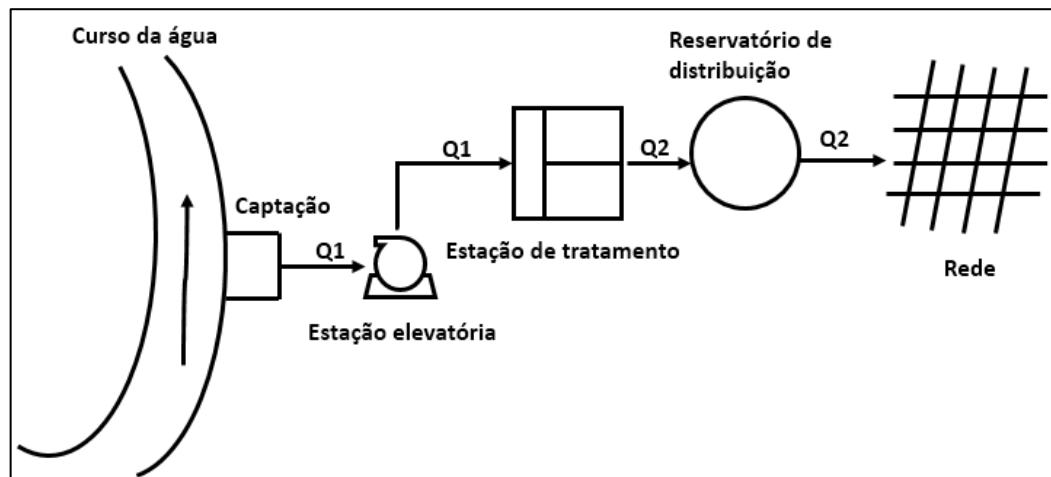 Curso da água
Captação
Q1
Estação elevatória
Q1
Estação de tratamento
Q2
Reservatório de
distribuição
Q2
Rede